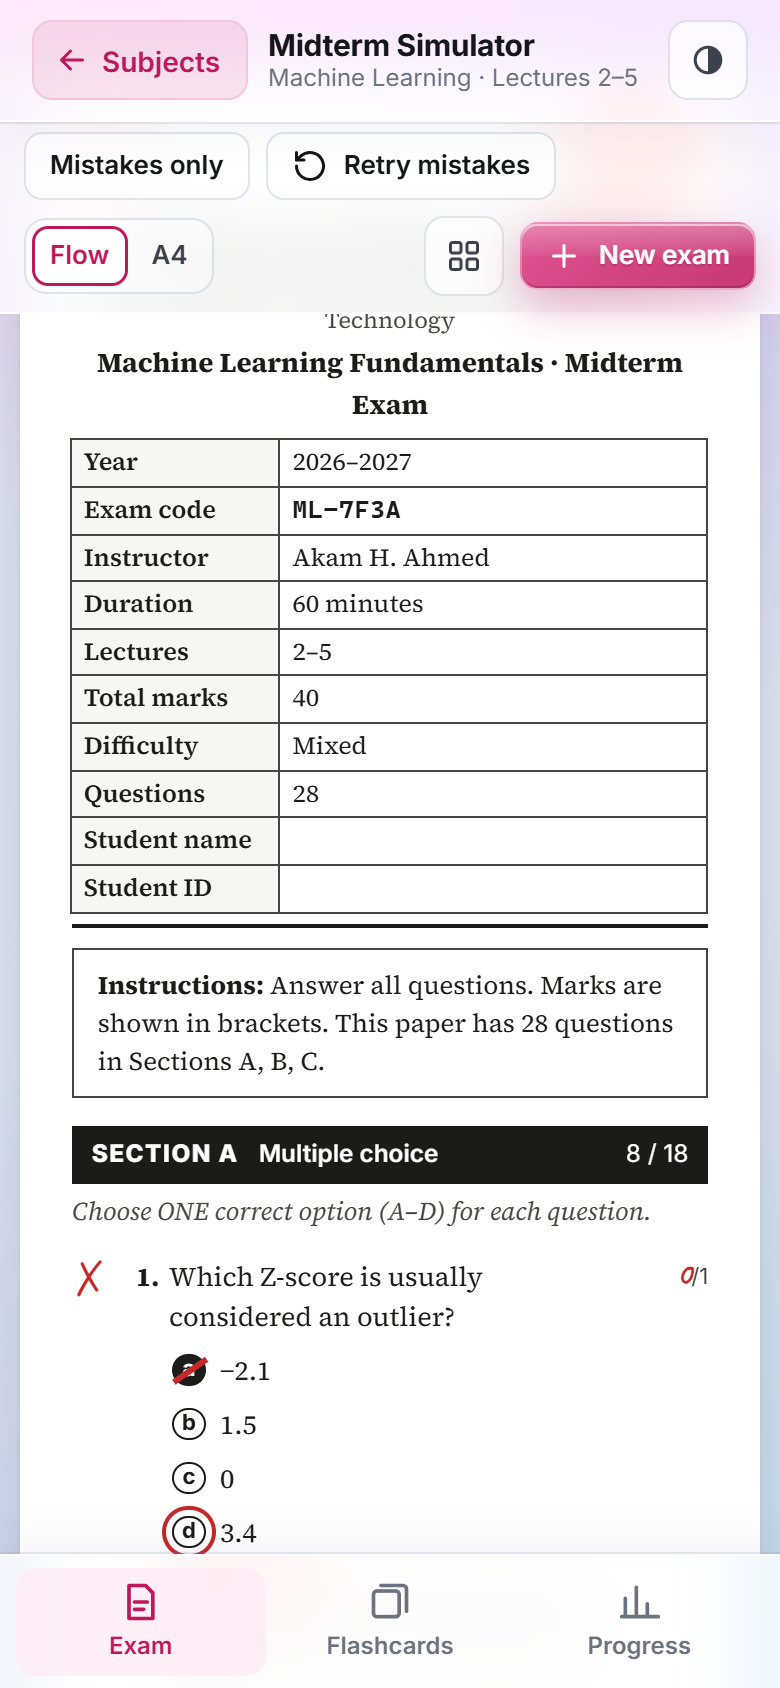 Subjects
Midterm Simulator
Machine Learning · Lectures 2–5
Mistakes only
Retry mistakes
Flow
A4
New exam
Technology
Machine Learning Fundamentals · Midterm
Exam
Year 2026–2027
Exam code ML–7F3A
Instructor Akam H. Ahmed
Duration 60 minutes
Lectures 2–5
Total marks 40
Difficulty Mixed
Questions 28
Student name
Student ID
Instructions: Answer all questions. Marks are
shown in brackets. This paper has 28 questions
in Sections A, B, C.
SECTION A Multiple choice 8 / 18
Choose ONE correct option (A–D) for each question.
1. Which Z-score is usually 0/1
considered an outlier?
a −2.1
b 1.5
c 0
d 3.4
Exam
Flashcards
Progress